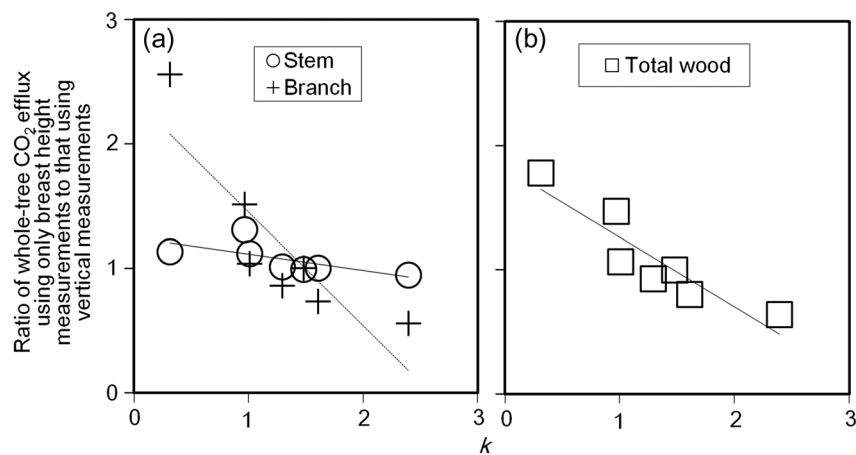 Ratio of whole-tree CO2 efflux
using only breast height
measurements to that using
vertical measurements
3
2
1
0
(a)
Stem
Branch
0 1 2 3
(b)
Total wood
0 1 2 3
k